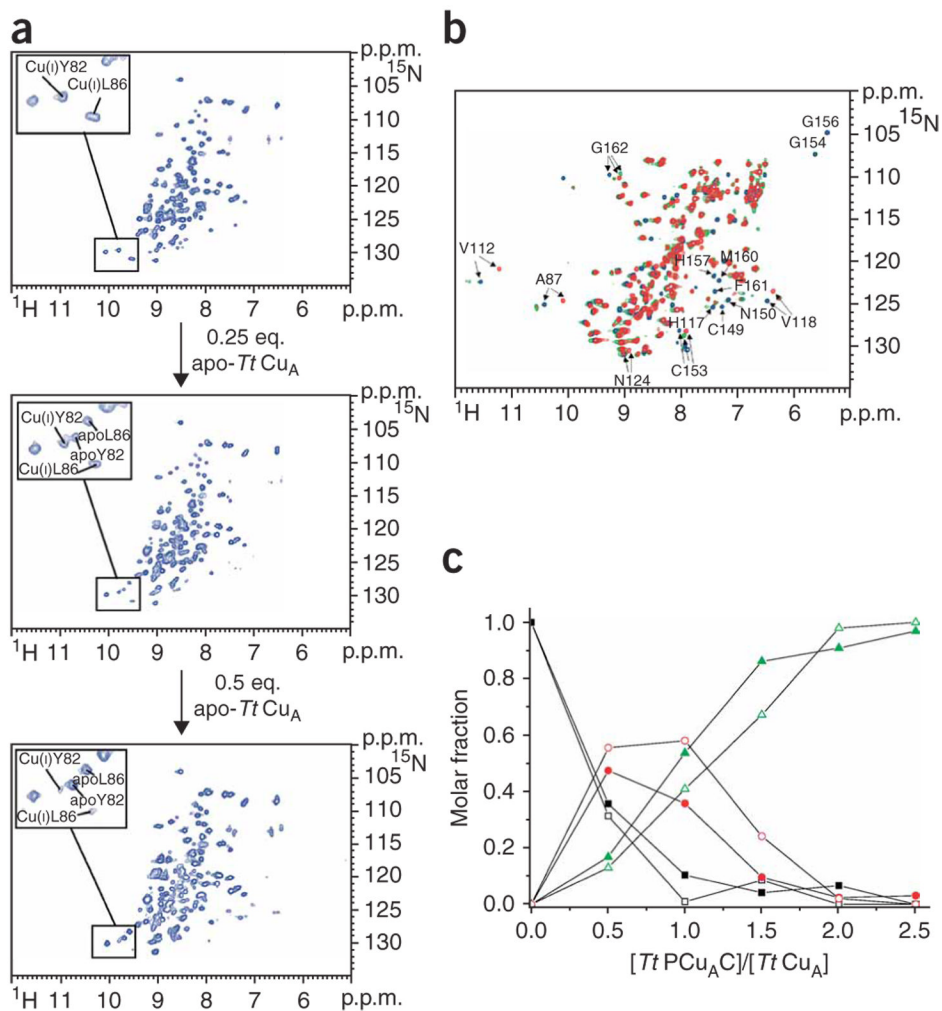 a
p.p.m.
15N
105
110
115
120
125
130
Cu(I)Y82
Cu(I)L86
1H 11 10 9 8 7 6 p.p.m.
0.25 eq.
apo-Tt CuA
p.p.m.
15N
105
110
115
120
125
130
Cu(I)Y82
apoL86
apoY82
Cu(I)L86
1H 11 10 9 8 7 6 p.p.m.
0.5 eq.
apo-Tt CuA
p.p.m.
15N
105
110
115
120
125
130
Cu(I)Y82
apoL86
apoY82
Cu(I)L86
1H 11 10 9 8 7 6 p.p.m.
b
p.p.m.
15N
105
110
115
120
125
130
G156
G154
G162
V112
A87
H157 M160
F161
H117
N150
C149
V118
C153
N124
1H 11 10 9 8 7 6 p.p.m.
c
Molar fraction
1.0
0.8
0.6
0.4
0.2
0.0
0.0 0.5 1.0 1.5 2.0 2.5
[Tt PCuAC]/[Tt CuA]